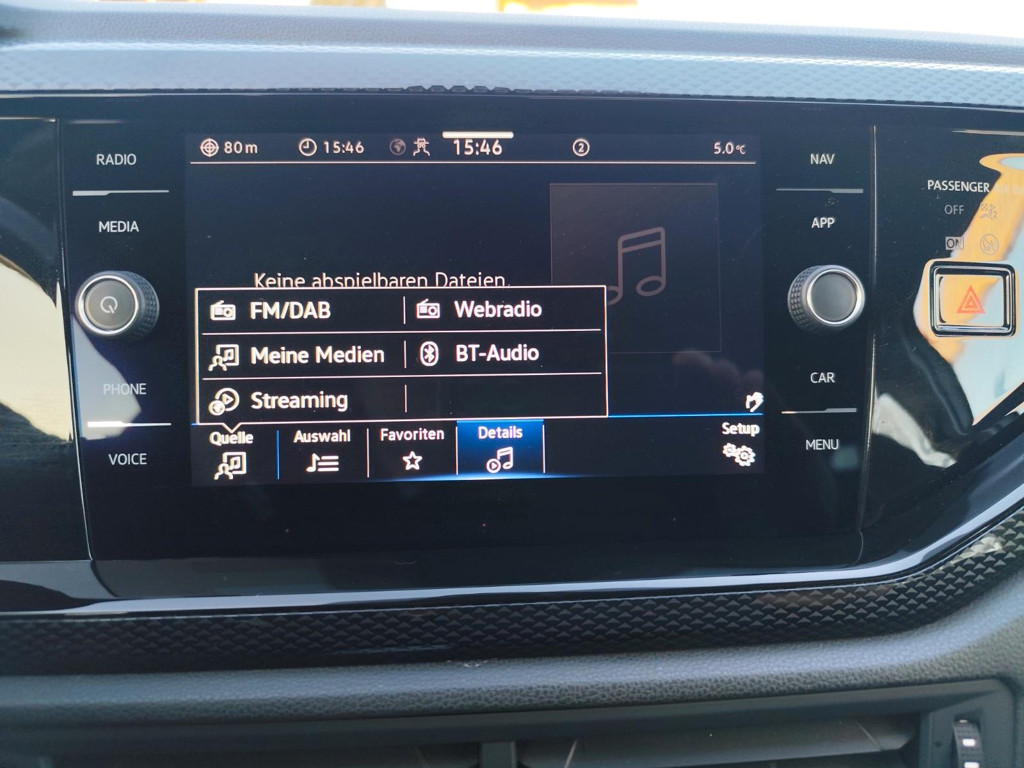 RADIO
MEDIA
PHONE
VOICE
80 m 15:46 15:46 2 5.0°C
Keine abspielbaren Dateien.
FM/DAB Webradio
Meine Medien BT-Audio
Streaming
Quelle Auswahl Favoriten Details Setup
NAV
APP
CAR
MENU
PASSENGER
OFF
ON